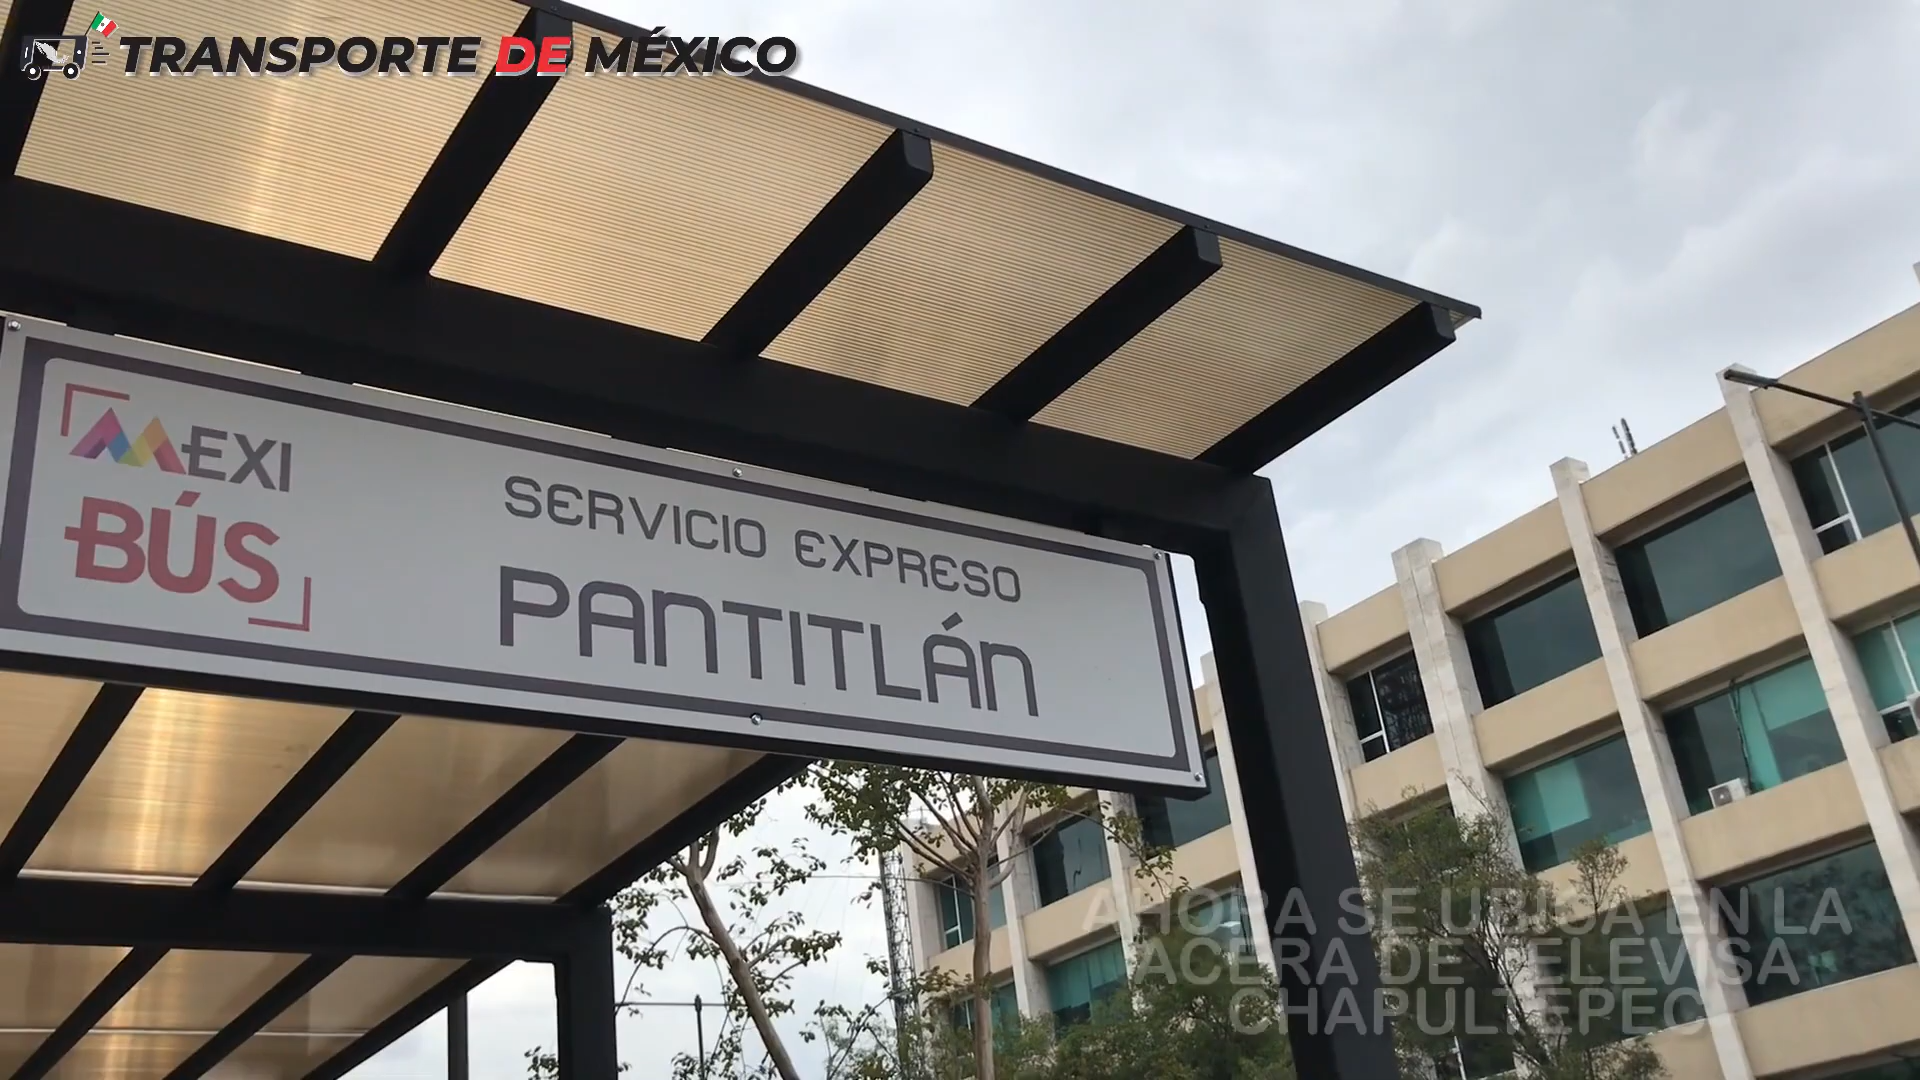 TRANSPORTE DE MÉXICO
MEXI
BÚS
SERVICIO EXPRESO
PANTITLÁN
AHORA SE UBICA EN LA
ACERA DE TELEVISA
CHAPULTEPEC